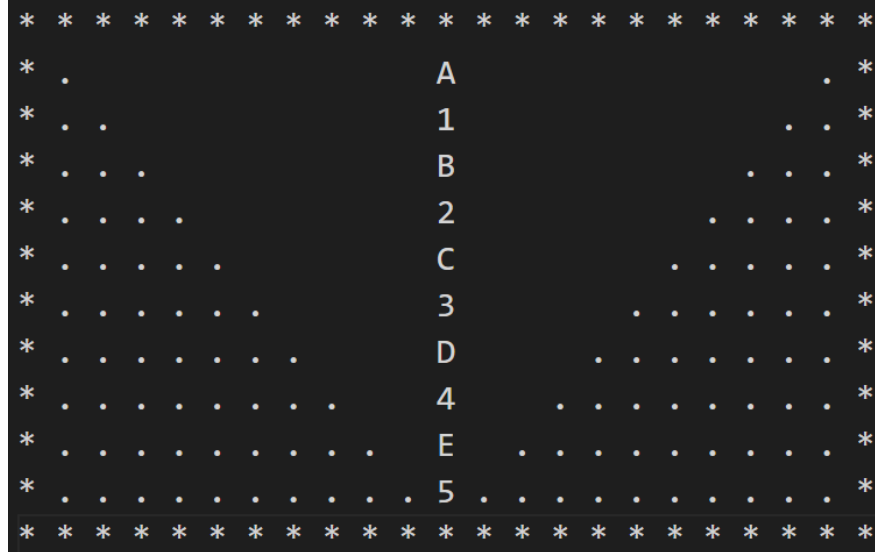 * * * * * * * * * * * * * * * * * * * * * * *
* .                   A                   . *
* . .                 1                 . . *
* . . .               B               . . . *
* . . . .             2             . . . . *
* . . . . .           C           . . . . . *
* . . . . . .         3         . . . . . . *
* . . . . . . .       D       . . . . . . . *
* . . . . . . . .     4     . . . . . . . . *
* . . . . . . . . .   E   . . . . . . . . . *
* . . . . . . . . . . 5 . . . . . . . . . . *
* * * * * * * * * * * * * * * * * * * * * * *